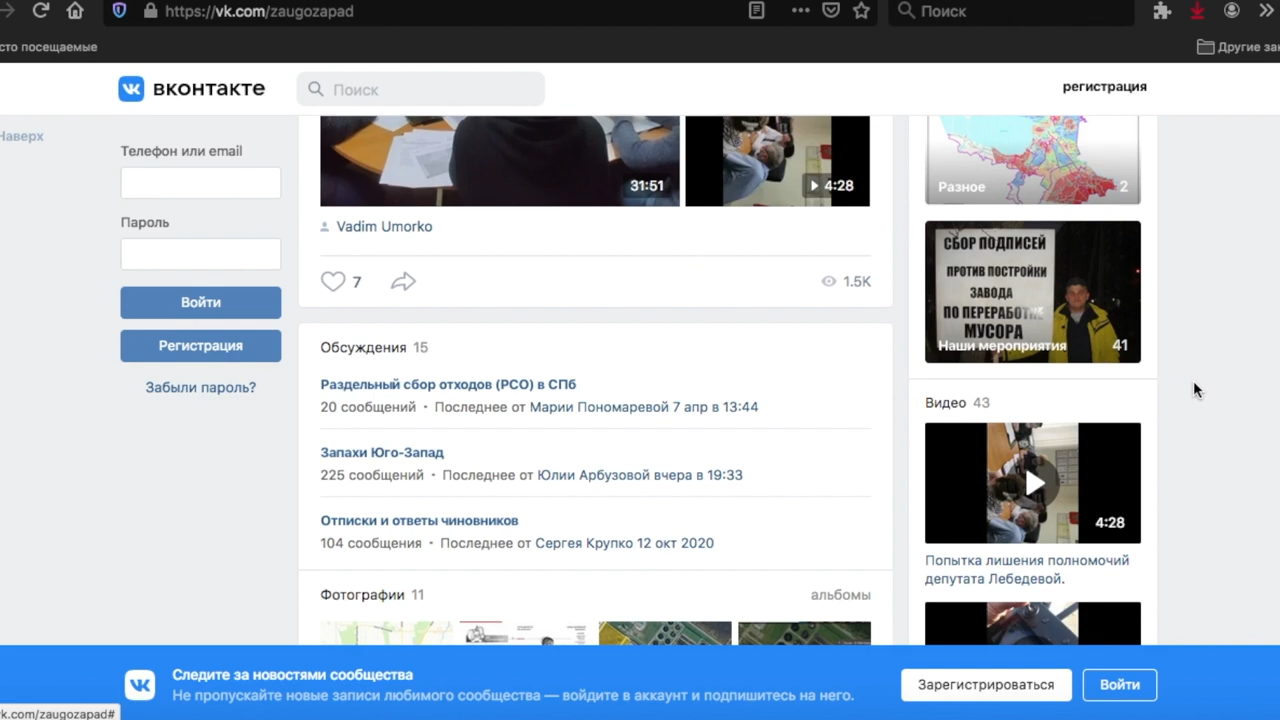 https://vk.com/zaugozapad
Поиск
сто посещаемые
Другие за
ВКОНТАКТЕ
Поиск
регистрация
Наверх
Телефон или email
Пароль
Войти
Регистрация
Забыли пароль?
31:51
4:28
Vadim Umorko
7
1.5K
Обсуждения 15
Раздельный сбор отходов (РСО) в СПб
20 сообщений · Последнее от Марии Пономаревой 7 апр в 13:44
Запахи Юго-Запад
225 сообщений · Последнее от Юлии Арбузовой вчера в 19:33
Отписки и ответы чиновников
104 сообщения · Последнее от Сергея Крупко 12 окт 2020
Фотографии 11
альбомы
Разное 2
СБОР ПОДПИСЕЙ
ПРОТИВ ПОСТРОЙКИ
ЗАВОДА
ПО ПЕРЕРАБОТКЕ
МУСОРА
Наши мероприятия 41
Видео 43
4:28
Попытка лишения полномочий
депутата Лебедевой.
Следите за новостями сообщества
Не пропускайте новые записи любимого сообщества — войдите в аккаунт и подпишитесь на него.
Зарегистрироваться
Войти
vk.com/zaugozapad#